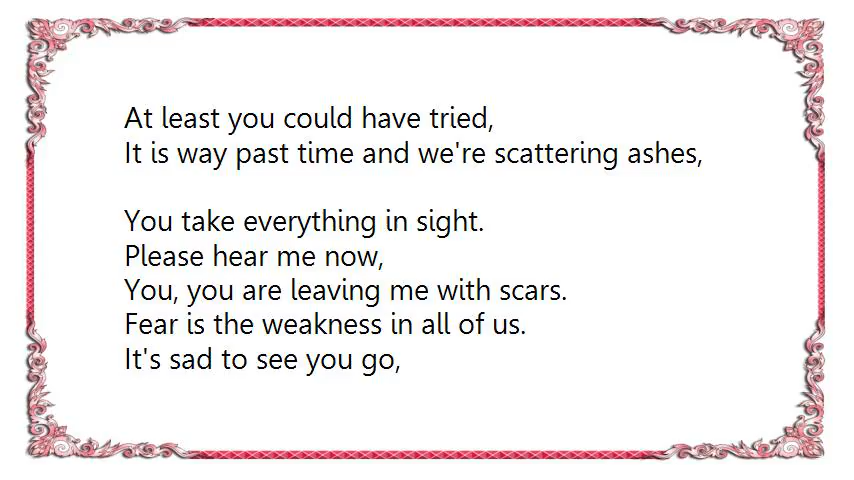 At least you could have tried,
It is way past time and we're scattering ashes,

You take everything in sight.
Please hear me now,
You, you are leaving me with scars.
Fear is the weakness in all of us.
It's sad to see you go,